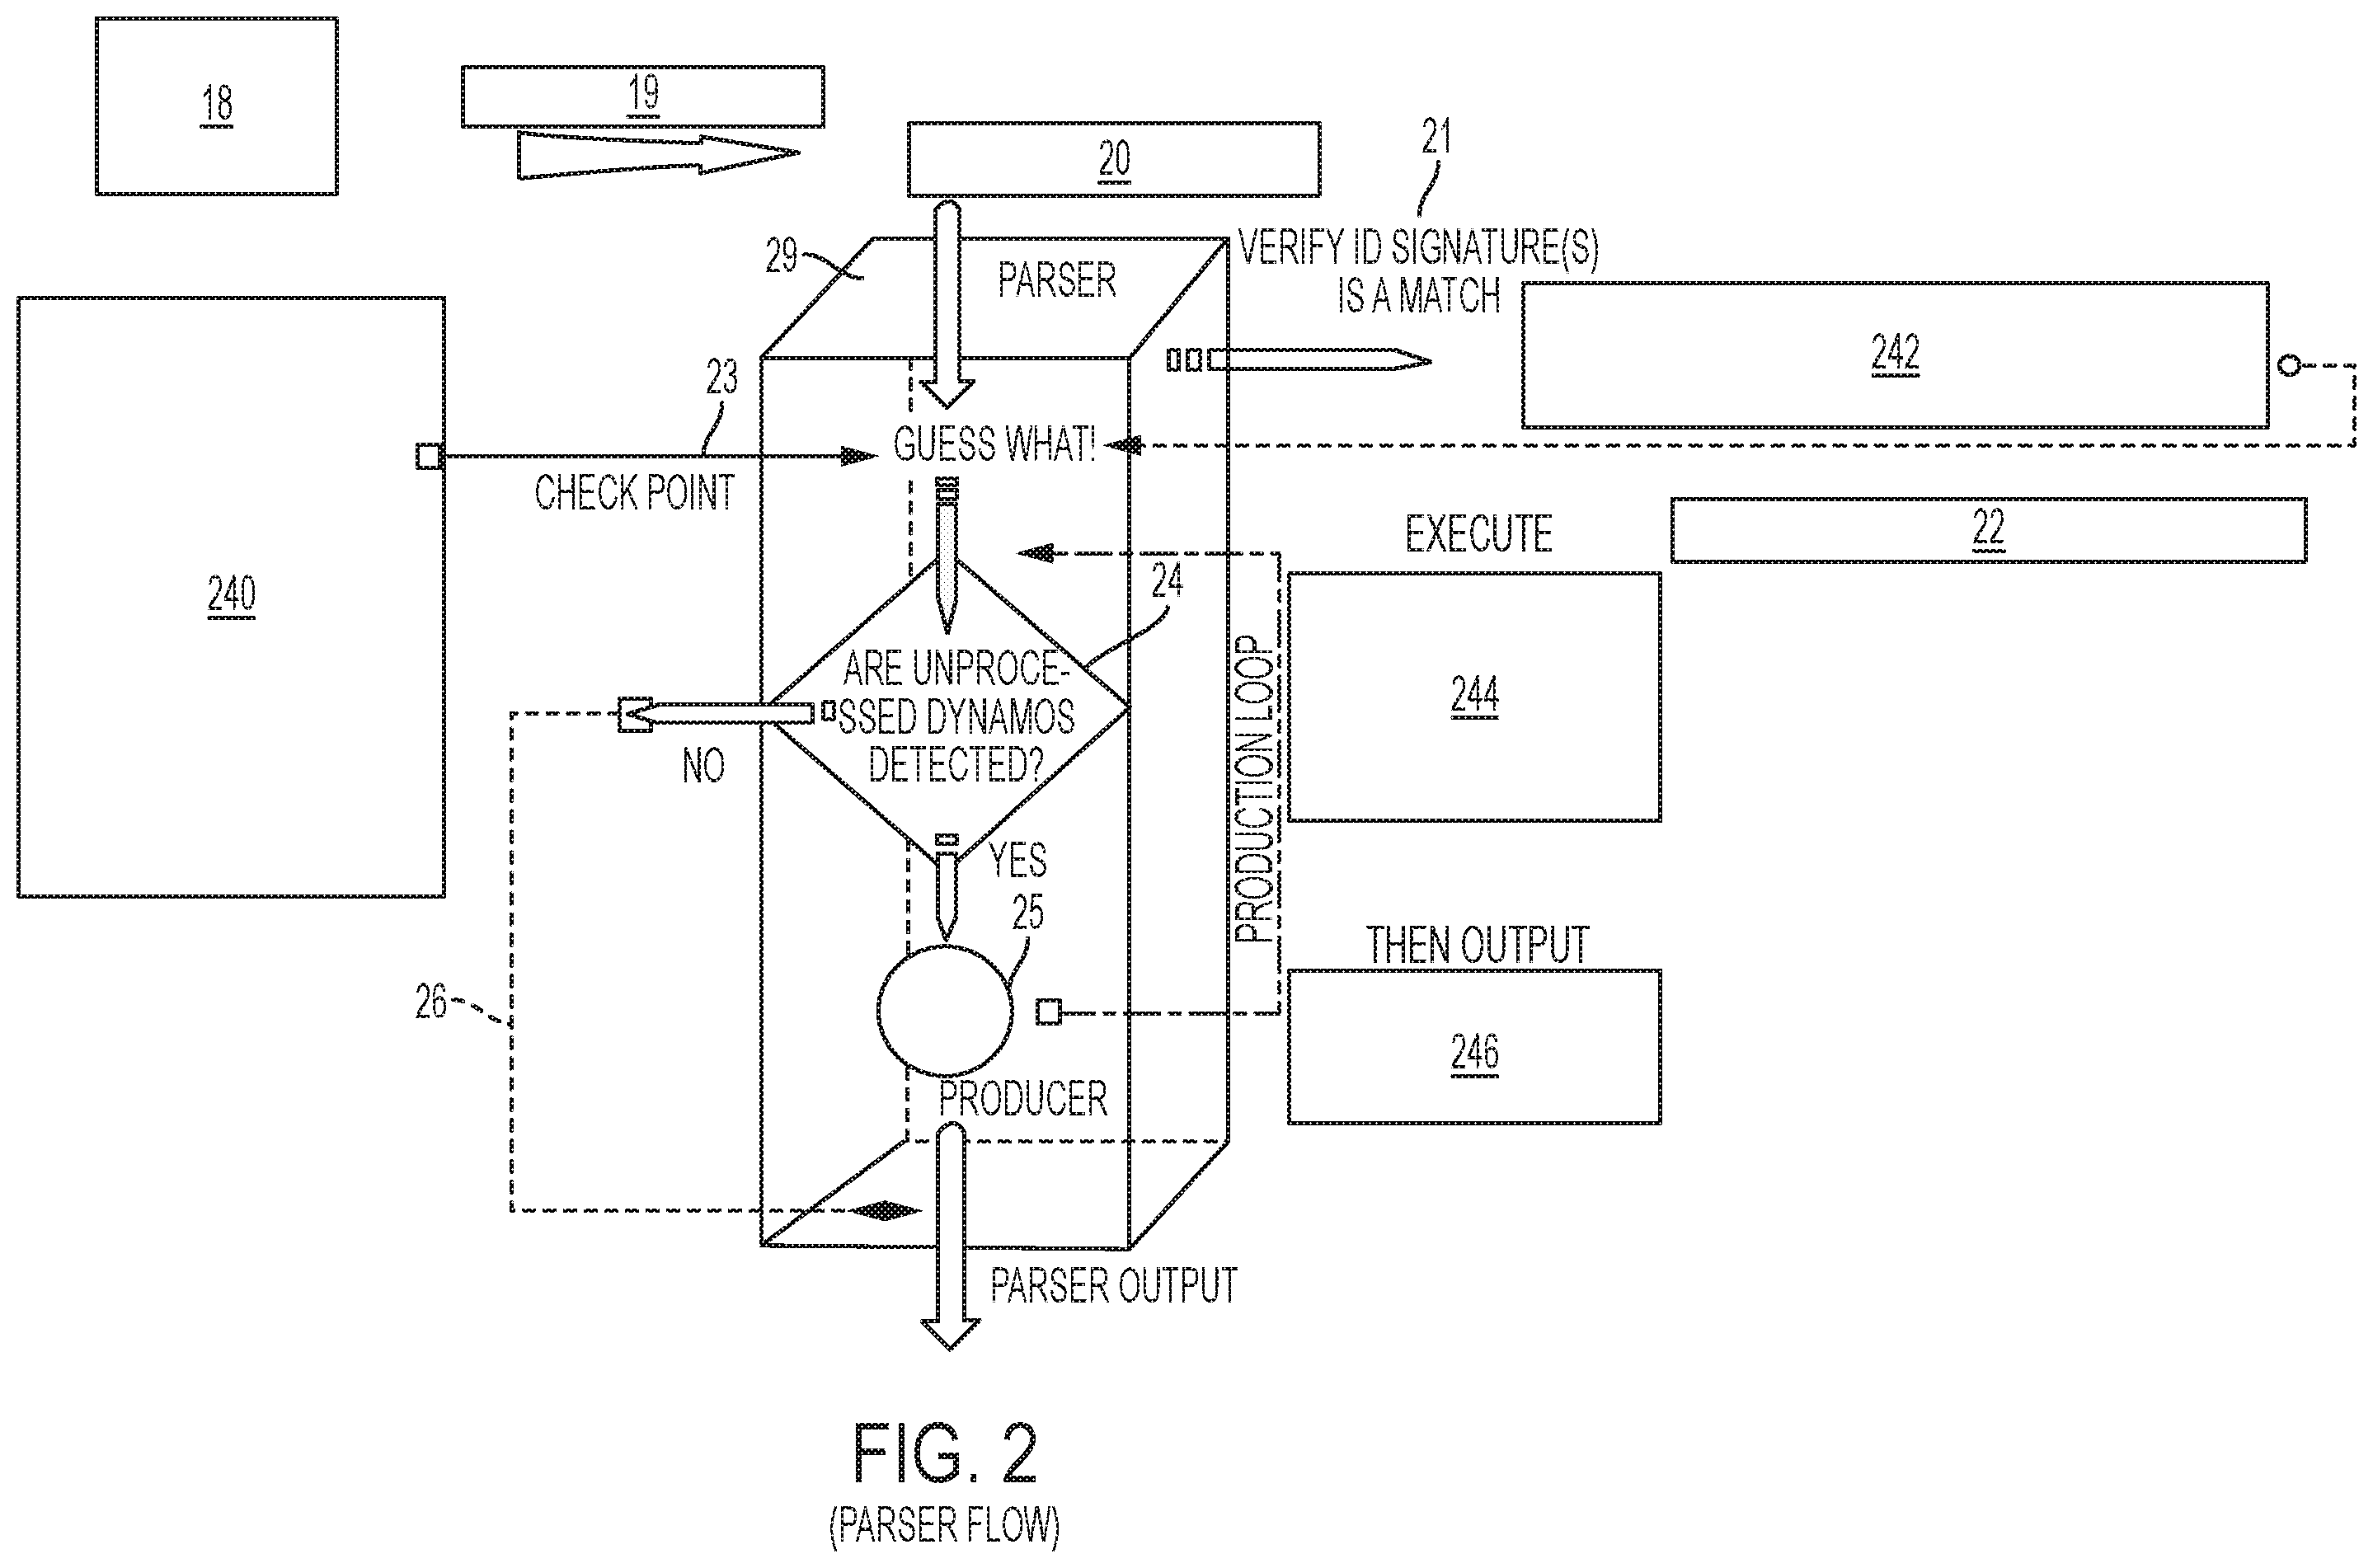 18
19
20
21
29
PARSER
VERIFY ID SIGNATURE(S)
IS A MATCH
242
23
GUESS WHAT!
CHECK POINT
EXECUTE
22
240
24
ARE UNPROCE-
SSED DYNAMOS
DETECTED?
NO
244
PRODUCTION LOOP
YES
25
THEN OUTPUT
26
246
PRODUCER
PARSER OUTPUT
FIG. 2
(PARSER FLOW)